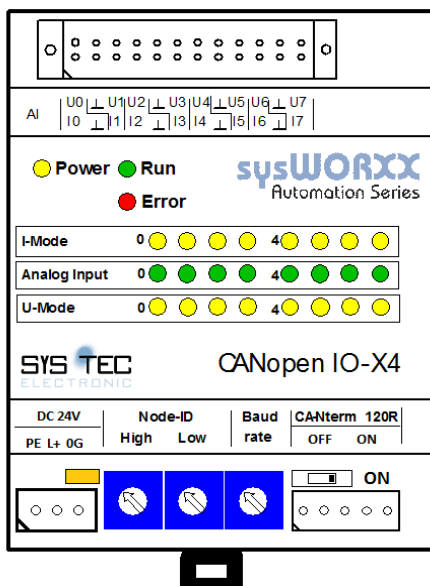 AI U0 U1 U2 U3 U4 U5 U6 U7
I0 I1 I2 I3 I4 I5 I6 I7
Power Run
Error
sysWORXX
Automation Series
I-Mode 0 4
Analog Input 0 4
U-Mode 0 4
SYS TEC
ELECTRONIC
CANopen IO-X4
DC 24V Node-ID Baud CANterm 120R
PE L+ 0G High Low rate OFF ON
ON